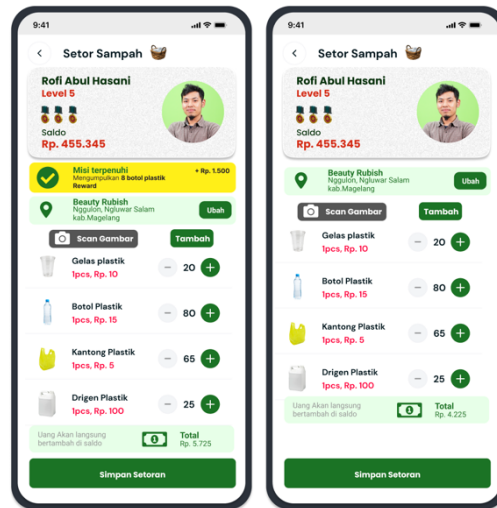 9:41
Setor Sampah
Rofi Abul Hasani
Level 5
Saldo
Rp. 455.345
Misi terpenuhi
+ Rp. 1.500
Mengumpulkan 8 botol plastik
Reward
Beauty Rubish
Nggulon, Ngluwar Salam
kab.Magelang
Ubah
Scan Gambar
Tambah
Gelas plastik
1pcs, Rp. 10
20
Botol Plastik
1pcs, Rp. 15
80
Kantong Plastik
1pcs, Rp. 5
65
Drigen Plastik
1pcs, Rp. 100
25
Uang Akan langsung
bertambah di saldo
Total
Rp. 5.725
Simpan Setoran
9:41
Setor Sampah
Rofi Abul Hasani
Level 5
Saldo
Rp. 455.345
Beauty Rubish
Nggulon, Ngluwar Salam
kab.Magelang
Ubah
Scan Gambar
Tambah
Gelas plastik
1pcs, Rp. 10
20
Botol Plastik
1pcs, Rp. 15
80
Kantong Plastik
1pcs, Rp. 5
65
Drigen Plastik
1pcs, Rp. 100
25
Uang Akan langsung
bertambah di saldo
Total
Rp. 4.225
Simpan Setoran